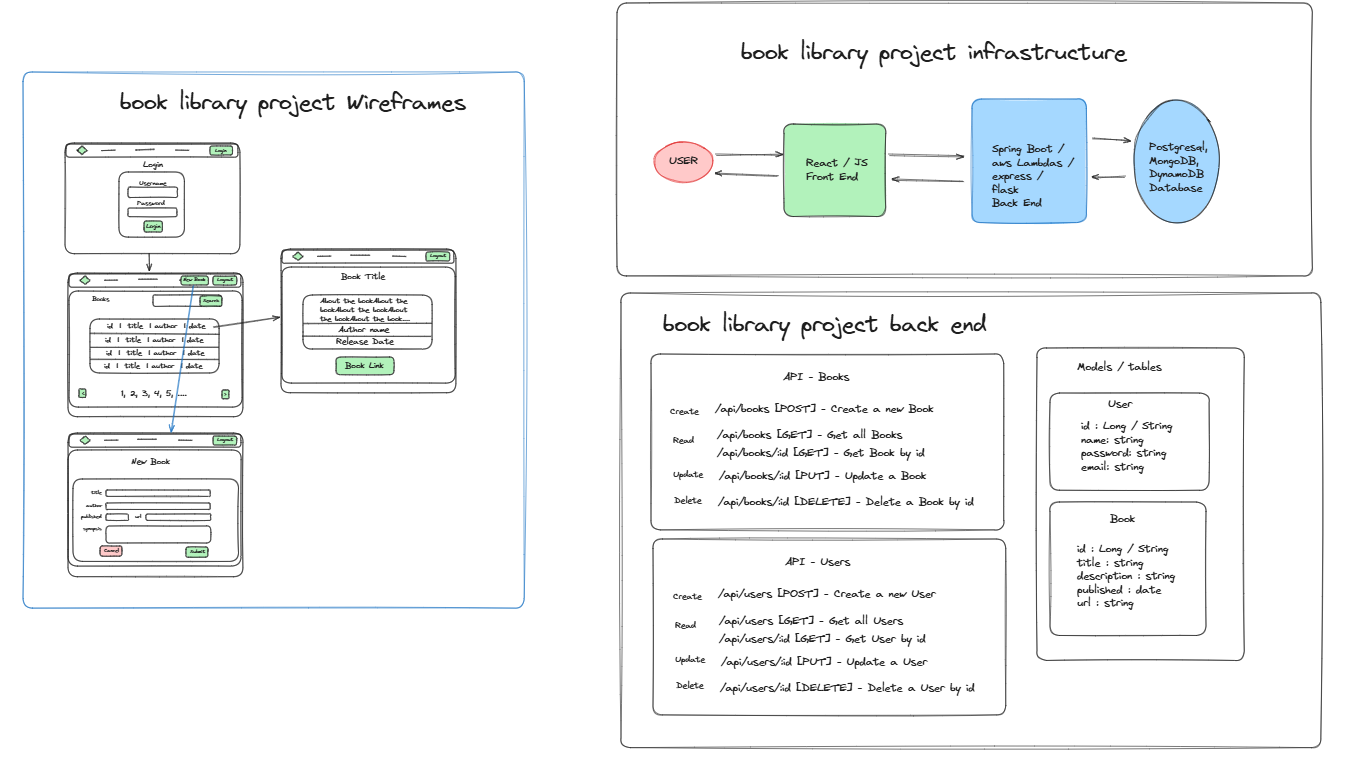 book library project Wireframes
Login
Login
Username
Password
Login
New Book
Logout
Books
Search
id | title | author | date
id | title | author | date
id | title | author | date
id | title | author | date
<
1, 2, 3, 4, 5, ....
>
Logout
Book Title
About the bookAbout the
bookAbout the bookAbout
the bookAbout the book....
Author name
Release Date
Book Link
Logout
New Book
title
author
published
url
synopsis
Cancel
Submit
book library project infrastructure
USER
React / JS
Front End
Spring Boot /
aws Lambdas /
express /
flask
Back End
Postgresql,
MongoDB,
DynamoDB
Database
book library project back end
API - Books
Create /api/books [POST] - Create a new Book
Read /api/books [GET] - Get all Books
/api/books/:id [GET] - Get Book by id
Update /api/books/:id [PUT] - Update a Book
Delete /api/books/:id [DELETE] - Delete a Book by id
API - Users
Create /api/users [POST] - Create a new User
Read /api/users [GET] - Get all Users
/api/users/:id [GET] - Get User by id
Update /api/users/:id [PUT] - Update a User
Delete /api/users/:id [DELETE] - Delete a User by id
Models / tables
User
id : Long / String
name: string
password: string
email: string
Book
id : Long / String
title : string
description : string
published : date
url : string